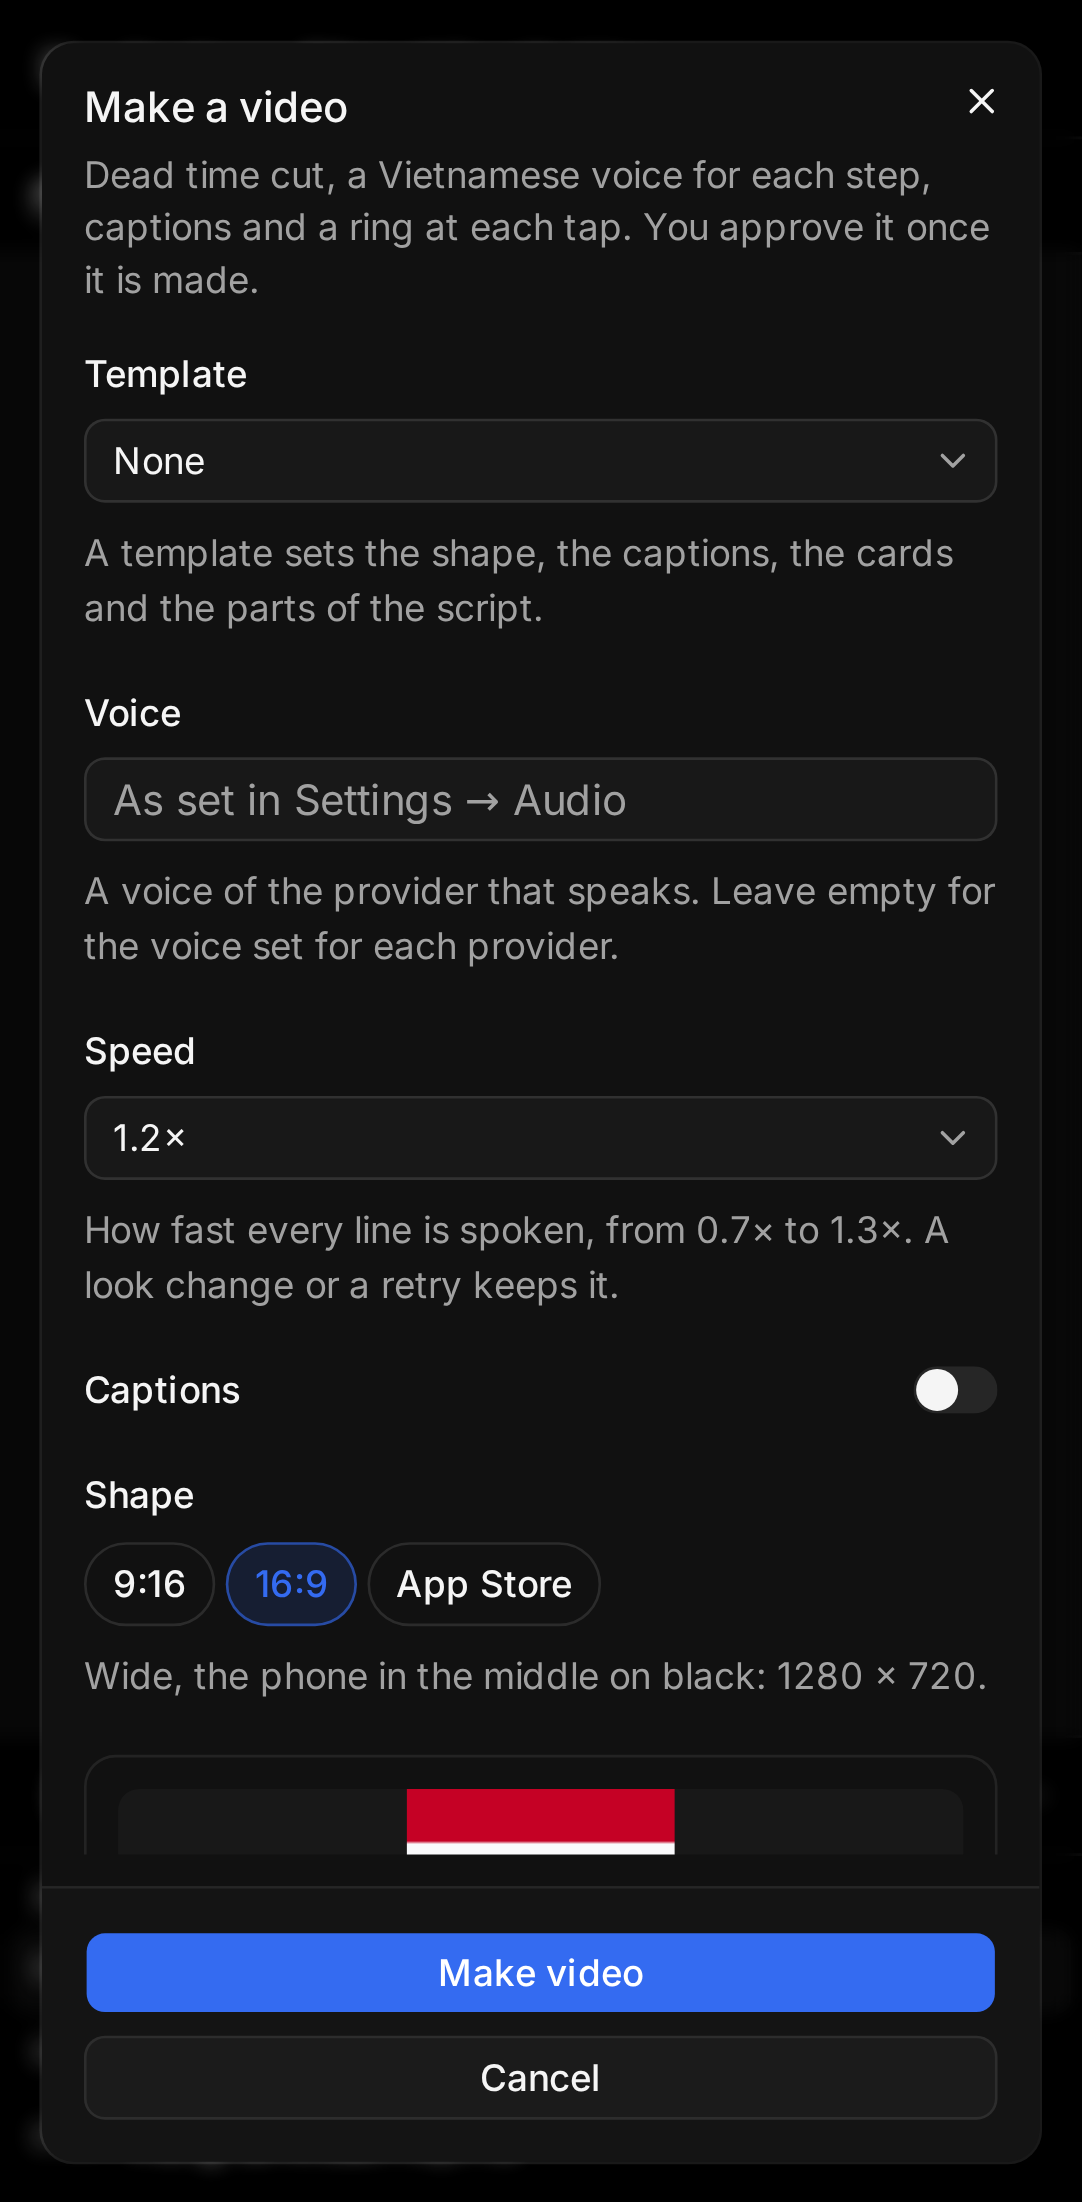 Make a video
Dead time cut, a Vietnamese voice for each step,
captions and a ring at each tap. You approve it once
it is made.
Template
None
A template sets the shape, the captions, the cards
and the parts of the script.
Voice
As set in Settings → Audio
A voice of the provider that speaks. Leave empty for
the voice set for each provider.
Speed
1.2×
How fast every line is spoken, from 0.7× to 1.3×. A
look change or a retry keeps it.
Captions
Shape
9:16 16:9 App Store
Wide, the phone in the middle on black: 1280 × 720.
Make video
Cancel